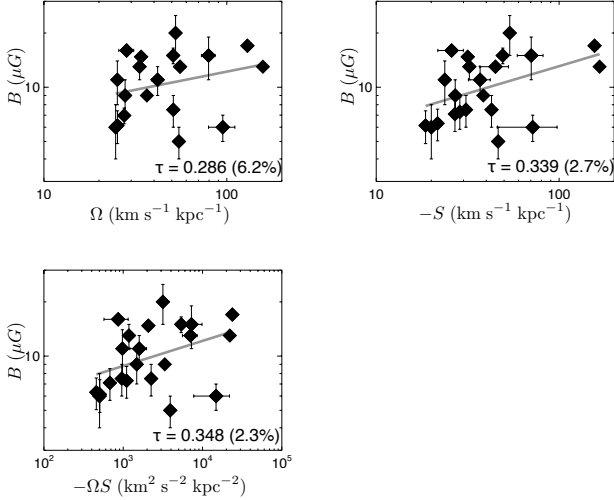 B (μG)
10
τ = 0.286 (6.2%)
10 100
Ω (km s⁻¹ kpc⁻¹)
B (μG)
10
τ = 0.339 (2.7%)
10 100
−S (km s⁻¹ kpc⁻¹)
B (μG)
10
τ = 0.348 (2.3%)
10² 10³ 10⁴ 10⁵
−ΩS (km² s⁻² kpc⁻²)